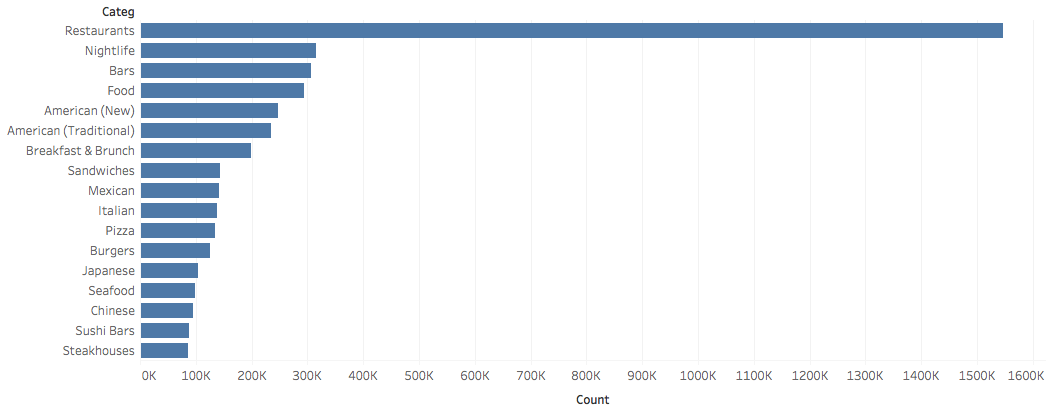 Categ
Restaurants
Nightlife
Bars
Food
American (New)
American (Traditional)
Breakfast & Brunch
Sandwiches
Mexican
Italian
Pizza
Burgers
Japanese
Seafood
Chinese
Sushi Bars
Steakhouses
0K 100K 200K 300K 400K 500K 600K 700K 800K 900K 1000K 1100K 1200K 1300K 1400K 1500K 1600K
Count